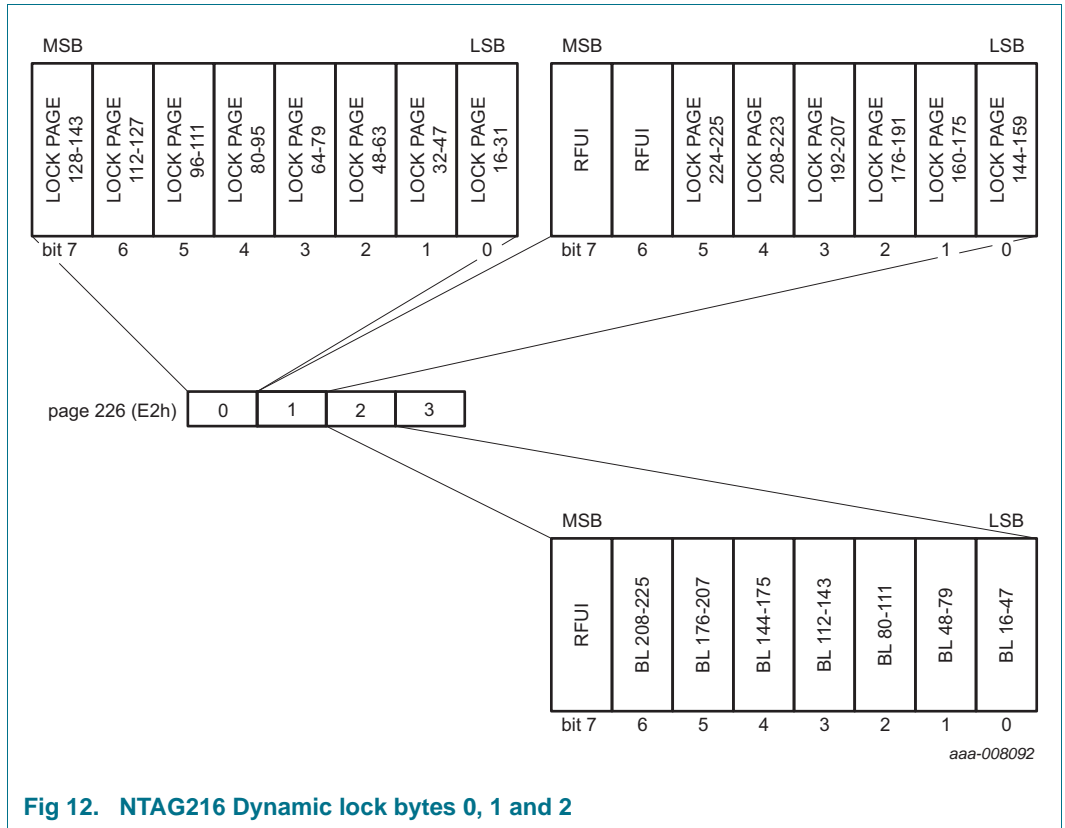 MSB LSB
LOCK PAGE 128-143
LOCK PAGE 112-127
LOCK PAGE 96-111
LOCK PAGE 80-95
LOCK PAGE 64-79
LOCK PAGE 48-63
LOCK PAGE 32-47
LOCK PAGE 16-31
bit 7 6 5 4 3 2 1 0
MSB LSB
RFUI
RFUI
LOCK PAGE 224-225
LOCK PAGE 208-223
LOCK PAGE 192-207
LOCK PAGE 176-191
LOCK PAGE 160-175
LOCK PAGE 144-159
bit 7 6 5 4 3 2 1 0
page 226 (E2h) 0 1 2 3
MSB LSB
RFUI
BL 208-225
BL 176-207
BL 144-175
BL 112-143
BL 80-111
BL 48-79
BL 16-47
bit 7 6 5 4 3 2 1 0
aaa-008092
Fig 12. NTAG216 Dynamic lock bytes 0, 1 and 2